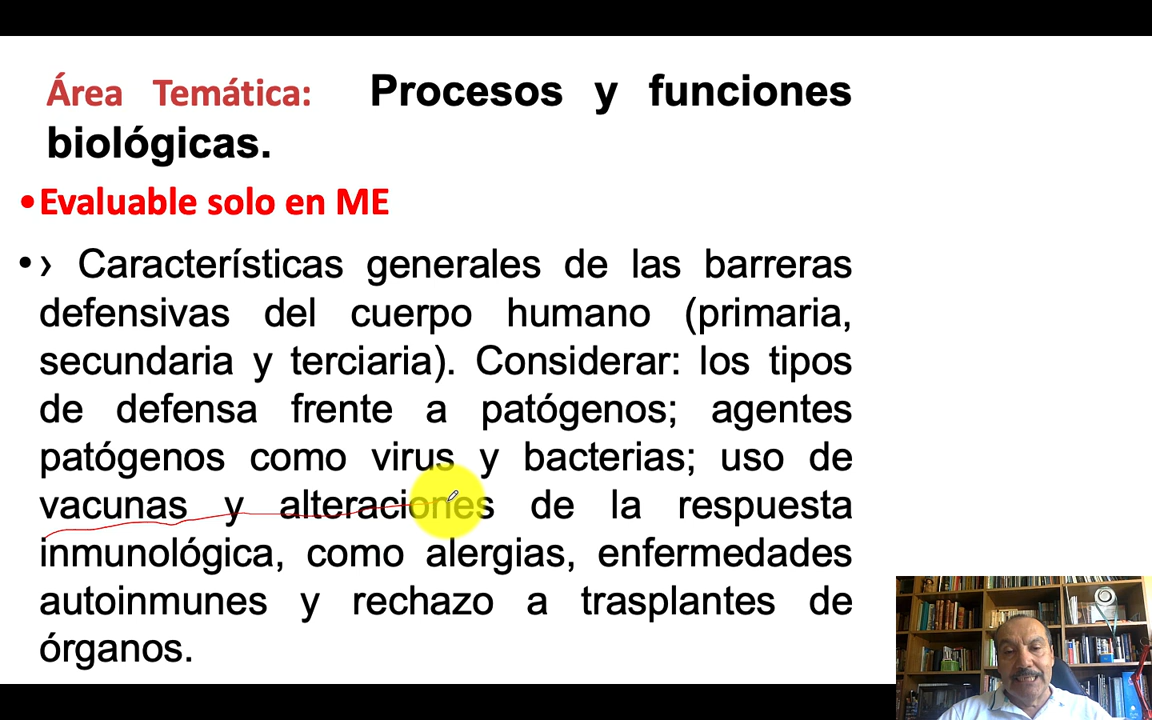 Área Temática: Procesos y funciones
biológicas.
•Evaluable solo en ME
•› Características generales de las barreras
defensivas del cuerpo humano (primaria,
secundaria y terciaria). Considerar: los tipos
de defensa frente a patógenos; agentes
patógenos como virus y bacterias; uso de
vacunas y alteraciones de la respuesta
inmunológica, como alergias, enfermedades
autoinmunes y rechazo a trasplantes de
órganos.